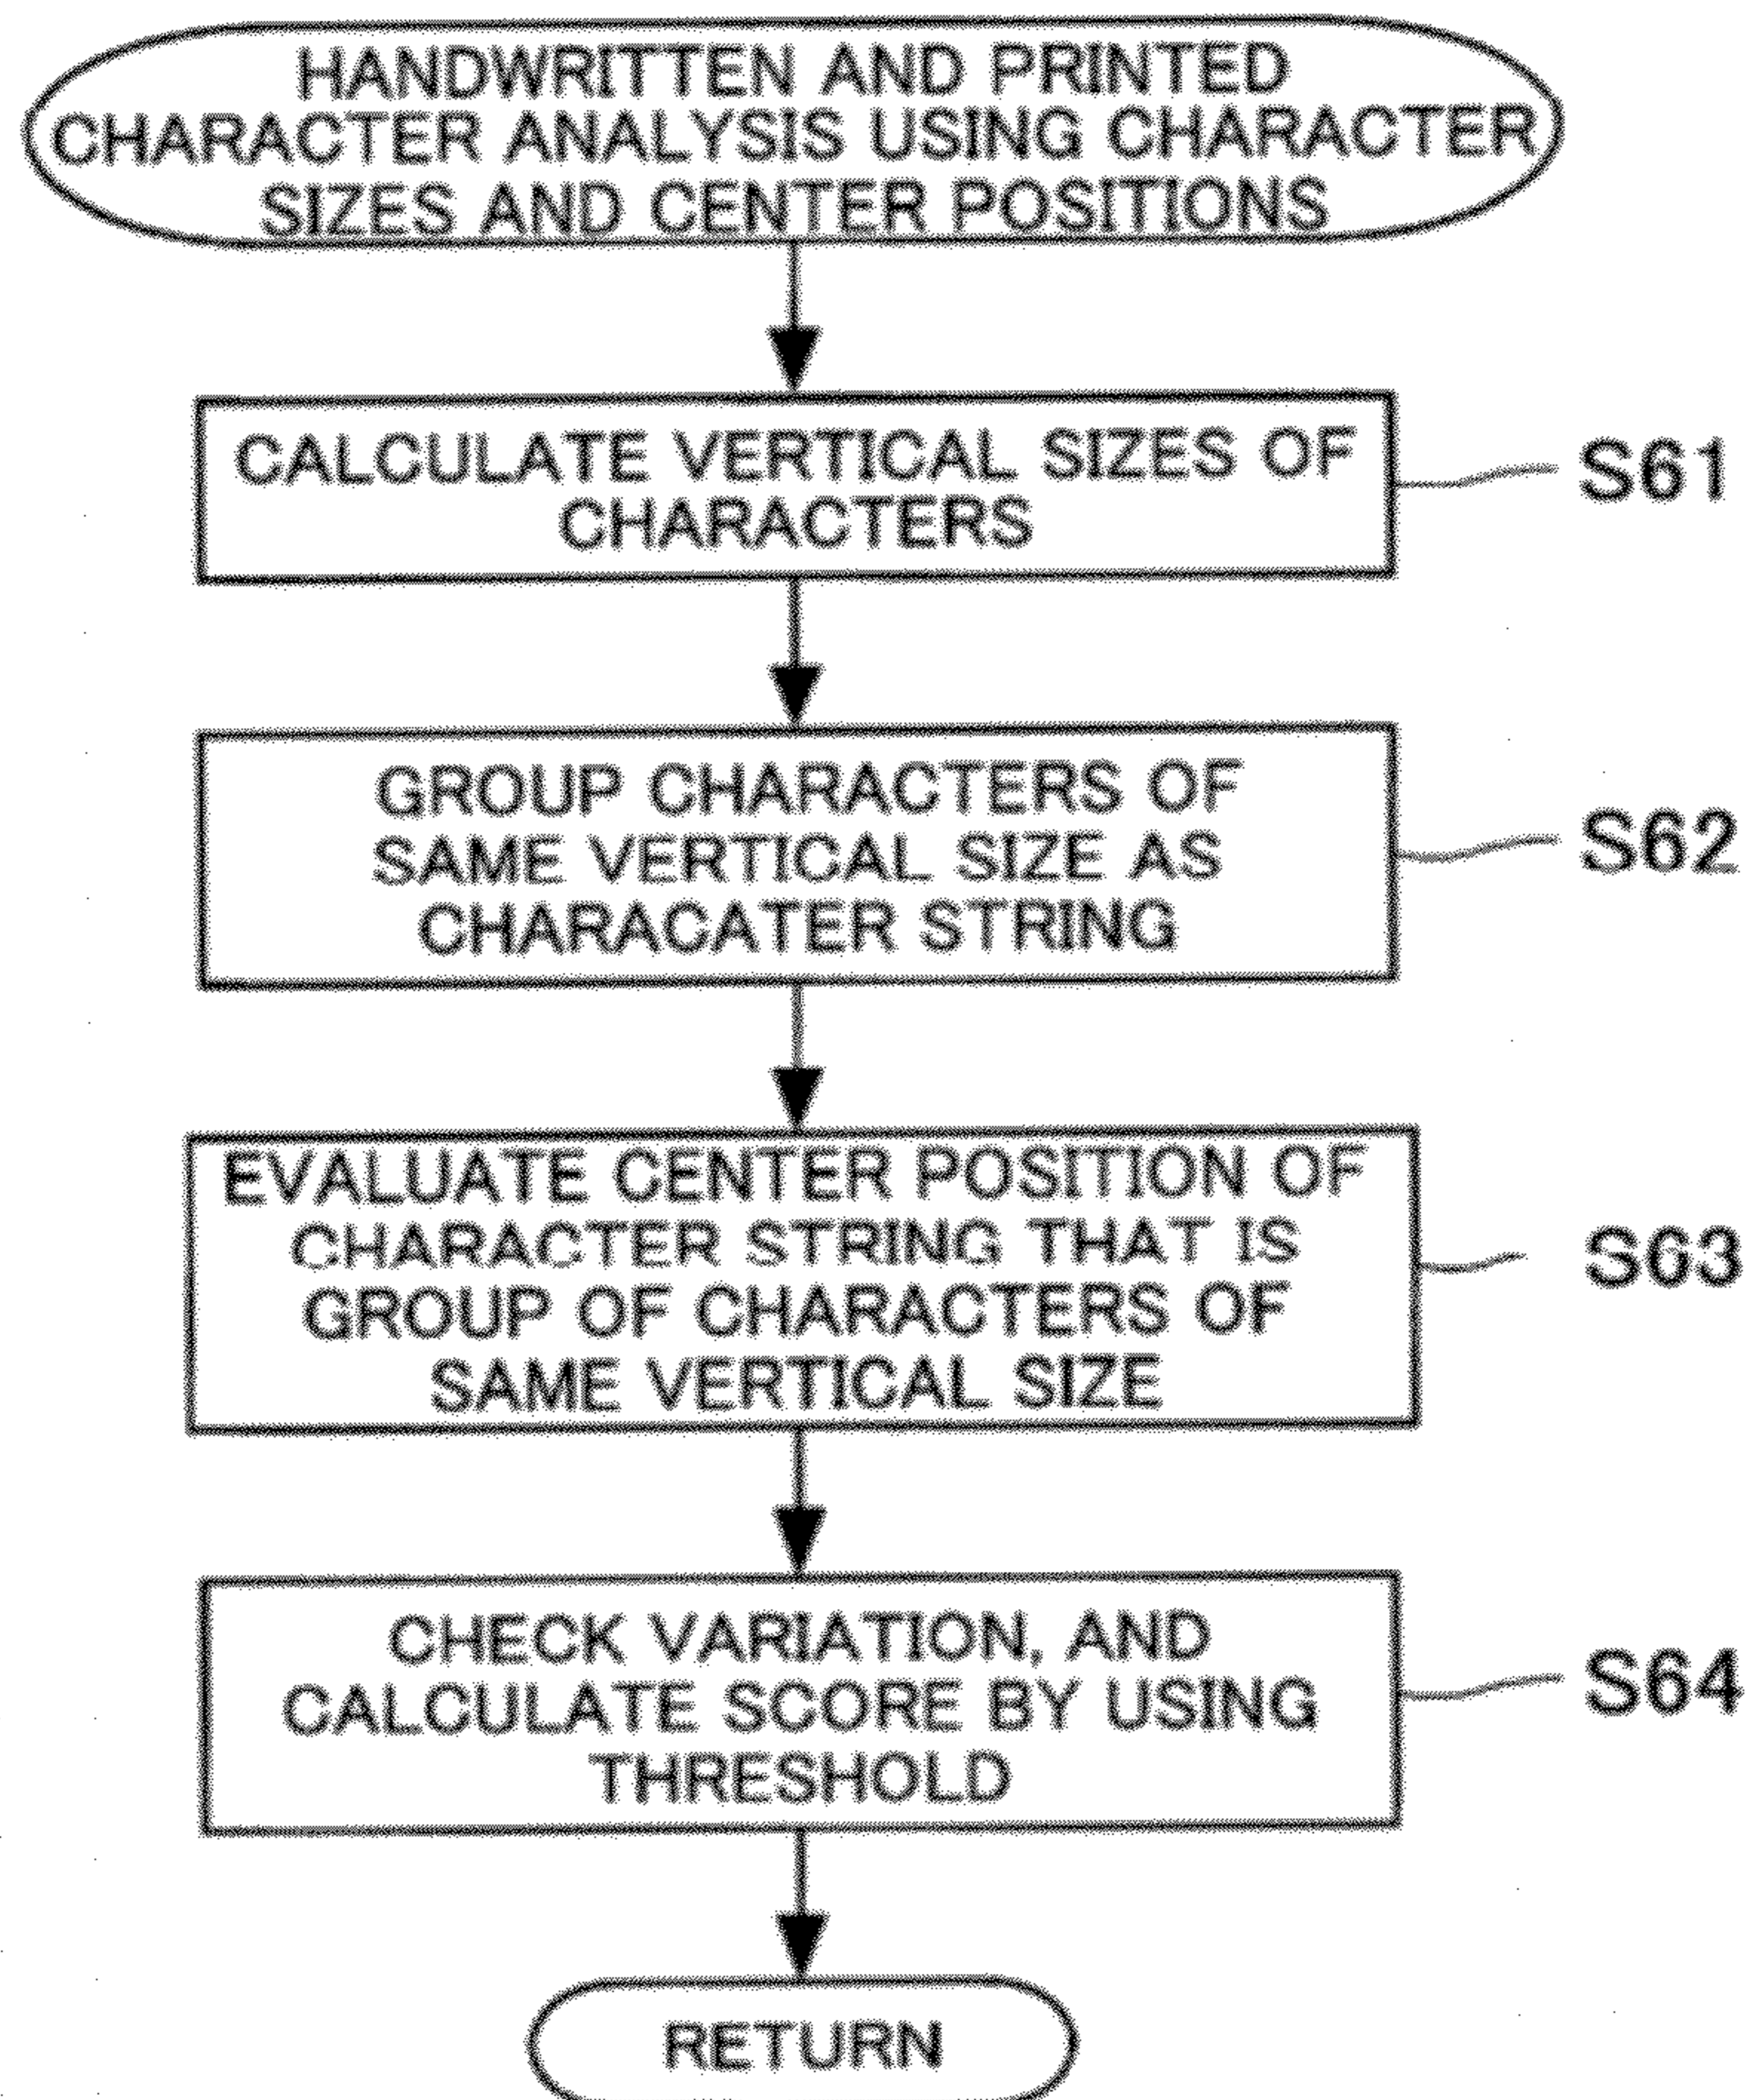 HANDWRITTEN AND PRINTED
CHARACTER ANALYSIS USING CHARACTER
SIZES AND CENTER POSITIONS
CALCULATE VERTICAL SIZES OF
CHARACTERS
S61
GROUP CHARACTERS OF
SAME VERTICAL SIZE AS
CHARACATER STRING
S62
EVALUATE CENTER POSITION OF
CHARACTER STRING THAT IS
GROUP OF CHARACTERS OF
SAME VERTICAL SIZE
S63
CHECK VARIATION, AND
CALCULATE SCORE BY USING
THRESHOLD
S64
RETURN